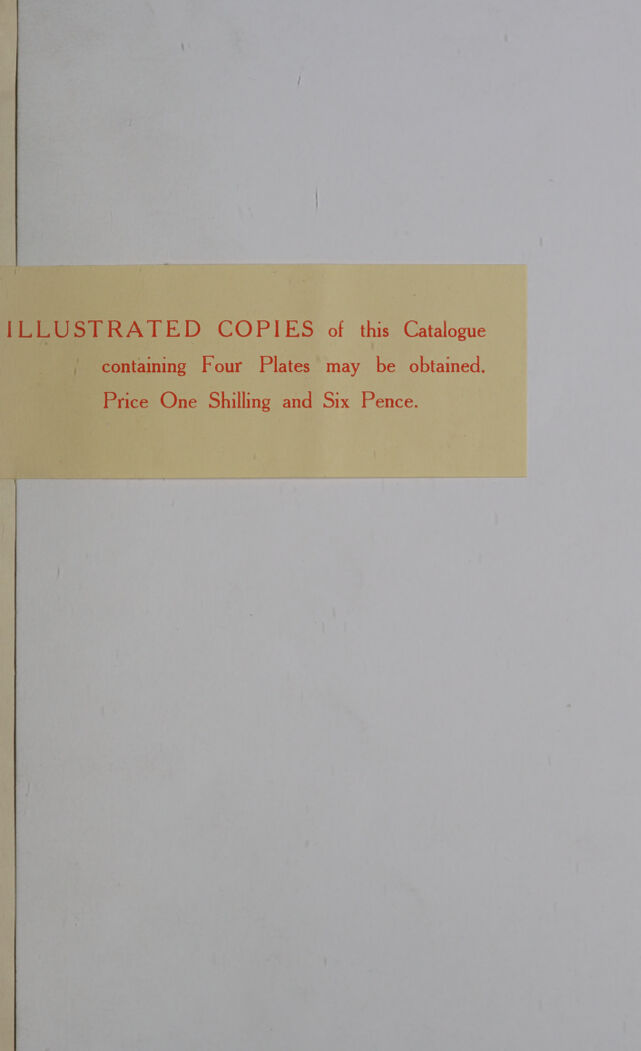 ILLUSTRATED COPIES of this Catalogue
containing Four Plates may be obtained.
Price One Shilling and Six Pence.